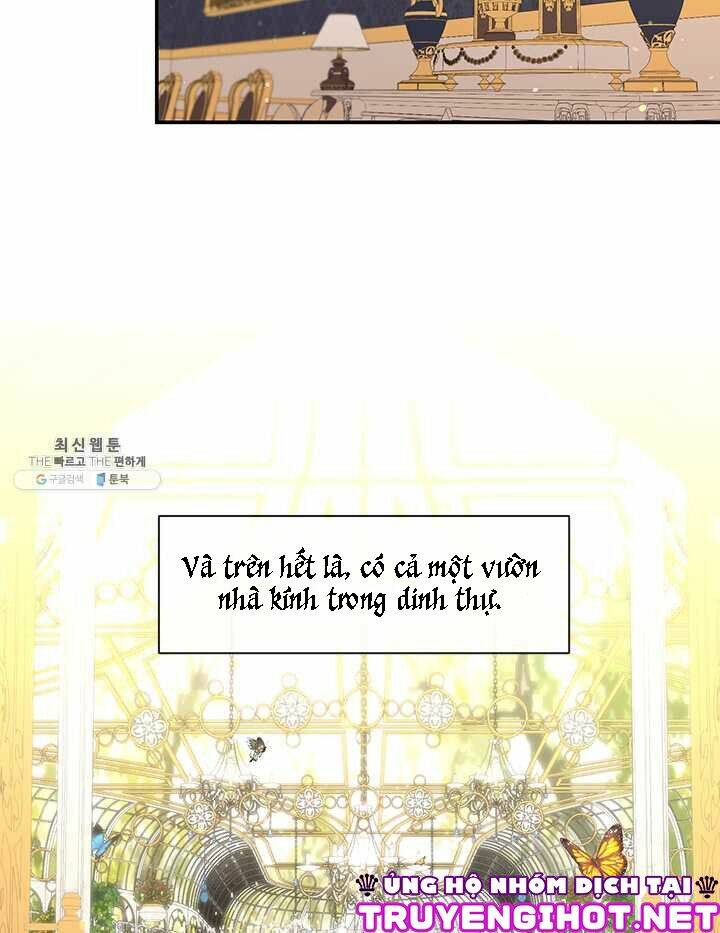 최신웹툰
THE 빠르고 THE 편하게
G 구글검색 툰북
Và trên hết là, có cả một vườn
nhà kính trong dinh thự.
ỦNG HỘ NHÓM DỊCH TẠI
TRUYENGIHOT.NET